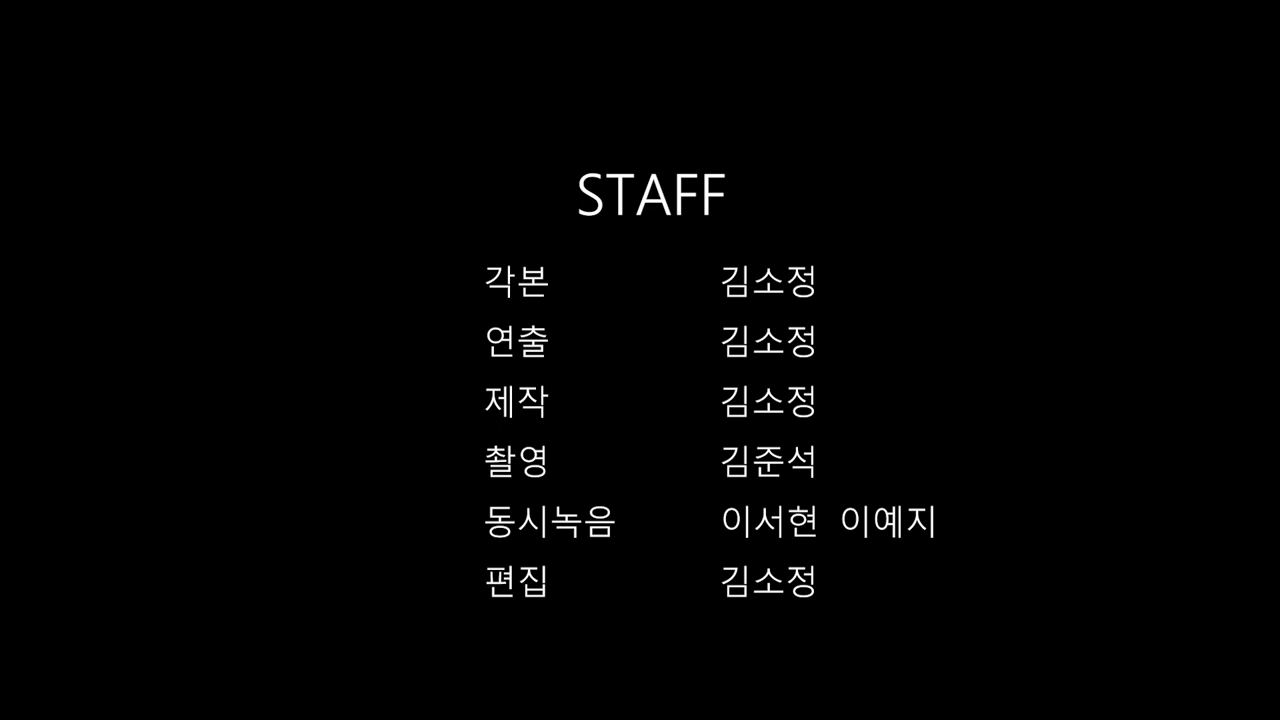 STAFF
각본 김소정
연출 김소정
제작 김소정
촬영 김준석
동시녹음 이서현 이예지
편집 김소정